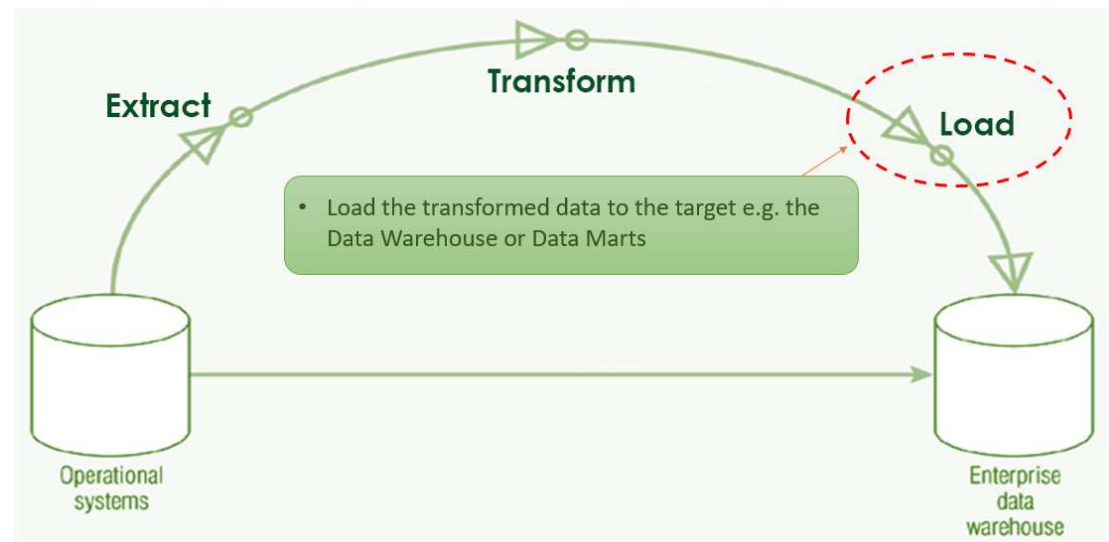 Transform
Extract
Load
• Load the transformed data to the target e.g. the
Data Warehouse or Data Marts
Operational
systems
Enterprise
data
warehouse